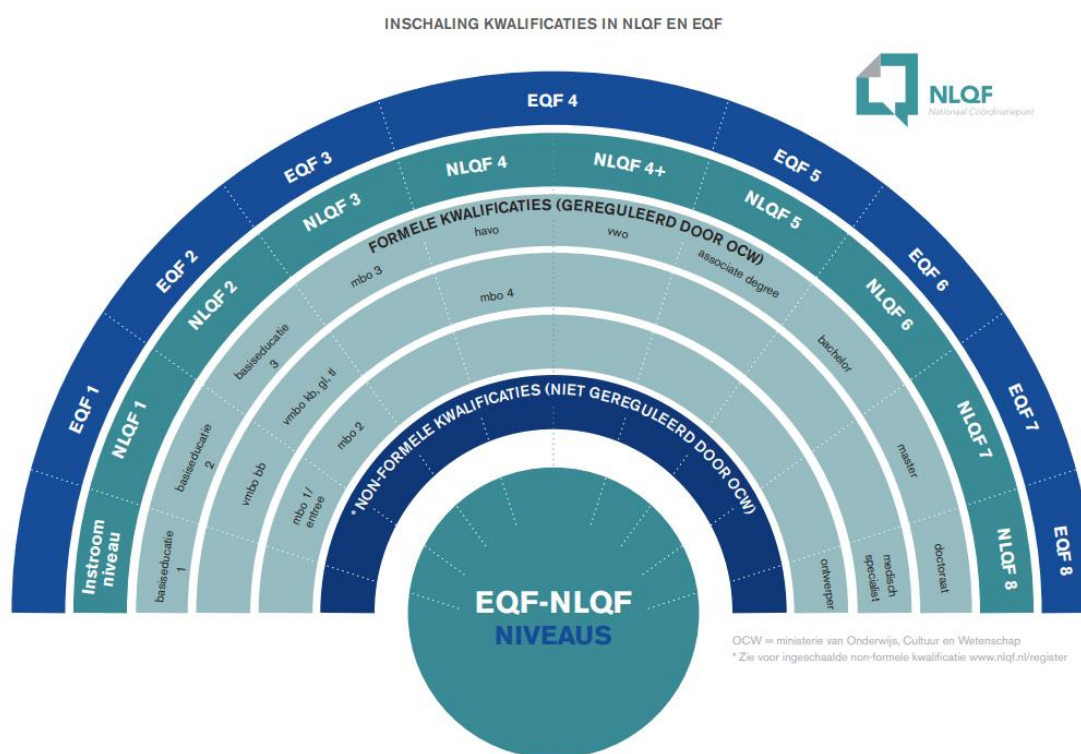 INSCHALING KWALIFICATIES IN NLQF EN EQF
NLQF
Nationaal Coördinatiepunt
EQF 1
EQF 2
EQF 3
EQF 4
EQF 5
EQF 6
EQF 7
EQF 8
Instroom
niveau
NLQF 1
NLQF 2
NLQF 3
NLQF 4
NLQF 4+
NLQF 5
NLQF 6
NLQF 7
NLQF 8
FORMELE KWALIFICATIES (GEREGULEERD DOOR OCW)
basiseducatie
1
basiseducatie
2
basiseducatie
3
mbo 3
havo
vwo
associate degree
bachelor
master
doctoraat
vmbo bb
vmbo kb, gl, tl
mbo 4
medisch
specialist
mbo 1/
entree
mbo 2
ontwerper
* NON-FORMELE KWALIFICATIES (NIET GEREGULEERD DOOR OCW)
EQF-NLQF
NIVEAUS
OCW = ministerie van Onderwijs, Cultuur en Wetenschap
* Zie voor ingeschaalde non-formele kwalificatie www.nlqf.nl/register